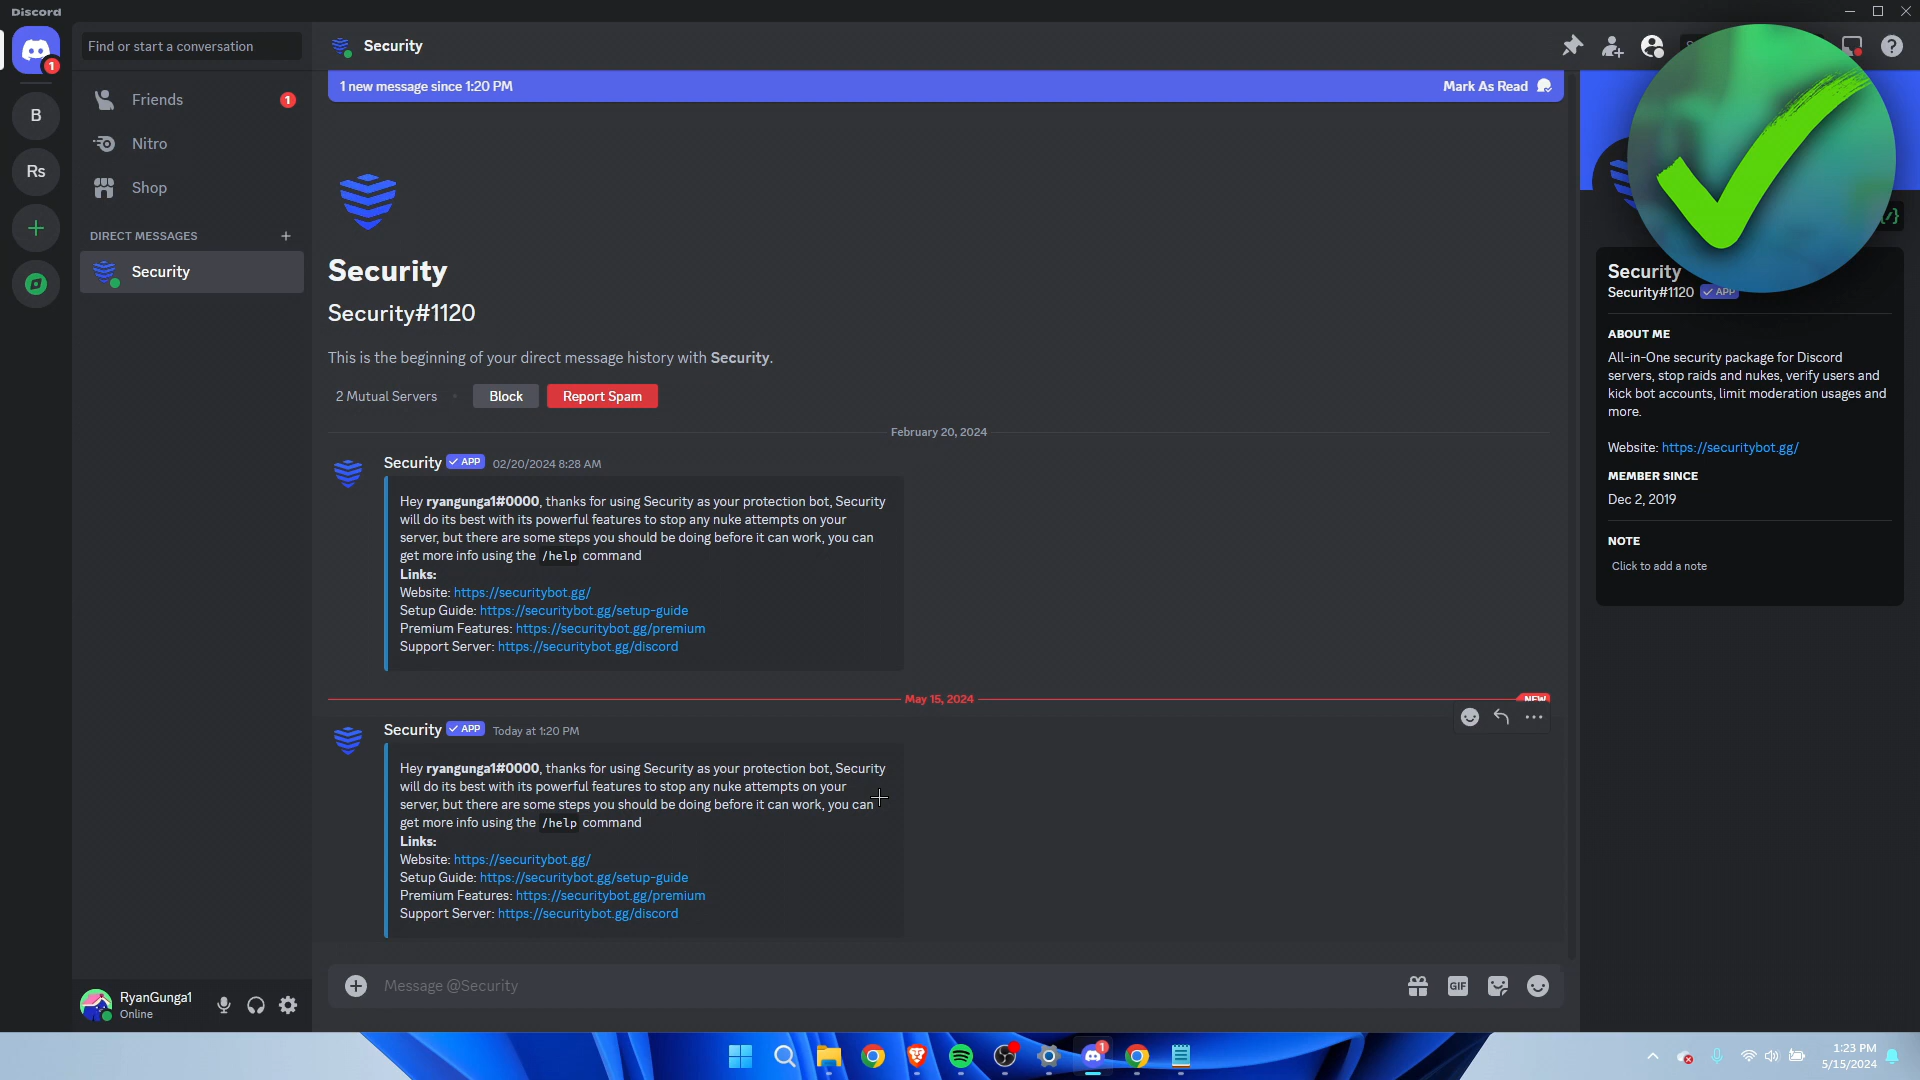 Discord
Find or start a conversation
1
Friends
1
Nitro
Shop
DIRECT MESSAGES
Security
B
Rs
Security
1 new message since 1:20 PM
Mark As Read
Security
Security#1120
This is the beginning of your direct message history with Security.
2 Mutual Servers
Block
Report Spam
February 20, 2024
Security APP 02/20/2024 8:28 AM
Hey ryangunga1#0000, thanks for using Security as your protection bot, Security
will do its best with its powerful features to stop any nuke attempts on your
server, but there are some steps you should be doing before it can work, you can
get more info using the /help command
Links:
Website: https://securitybot.gg/
Setup Guide: https://securitybot.gg/setup-guide
Premium Features: https://securitybot.gg/premium
Support Server: https://securitybot.gg/discord
May 15, 2024
NEW
Security APP Today at 1:20 PM
Hey ryangunga1#0000, thanks for using Security as your protection bot, Security
will do its best with its powerful features to stop any nuke attempts on your
server, but there are some steps you should be doing before it can work, you can
get more info using the /help command
Links:
Website: https://securitybot.gg/
Setup Guide: https://securitybot.gg/setup-guide
Premium Features: https://securitybot.gg/premium
Support Server: https://securitybot.gg/discord
Message @Security
GIF
RyanGunga1
Online
Security
Security#1120 APP
ABOUT ME
All-in-One security package for Discord
servers, stop raids and nukes, verify users and
kick bot accounts, limit moderation usages and
more.
Website: https://securitybot.gg/
MEMBER SINCE
Dec 2, 2019
NOTE
Click to add a note
1
1:23 PM
5/15/2024